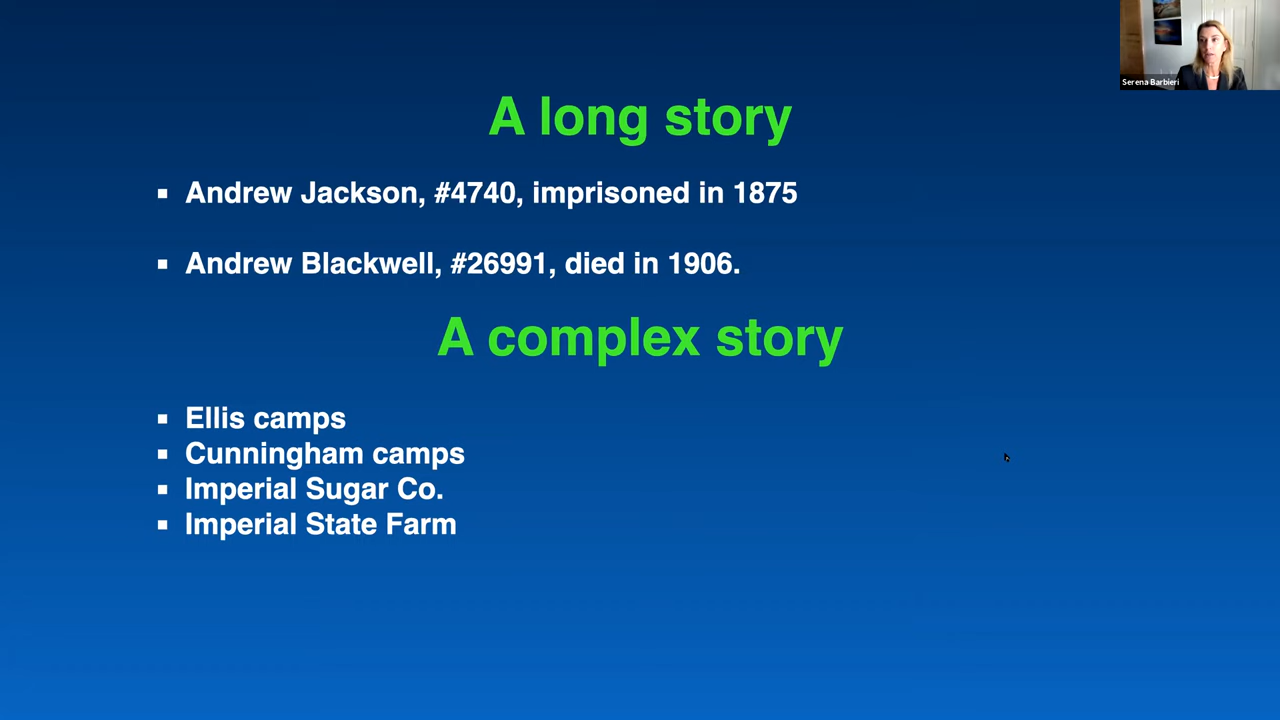 Serena Barbieri
A long story
▪ Andrew Jackson, #4740, imprisoned in 1875
▪ Andrew Blackwell, #26991, died in 1906.
A complex story
▪ Ellis camps
▪ Cunningham camps
▪ Imperial Sugar Co.
▪ Imperial State Farm